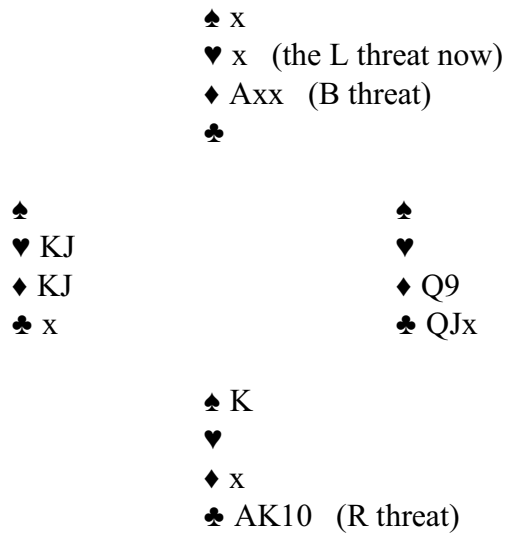 ♠ x
♥ x (the L threat now)
♦ Axx (B threat)
♣
♠ ♠
♥ KJ ♥
♦ KJ ♦ Q9
♣ x ♣ QJx
♠ K
♥
♦ x
♣ AK10 (R threat)